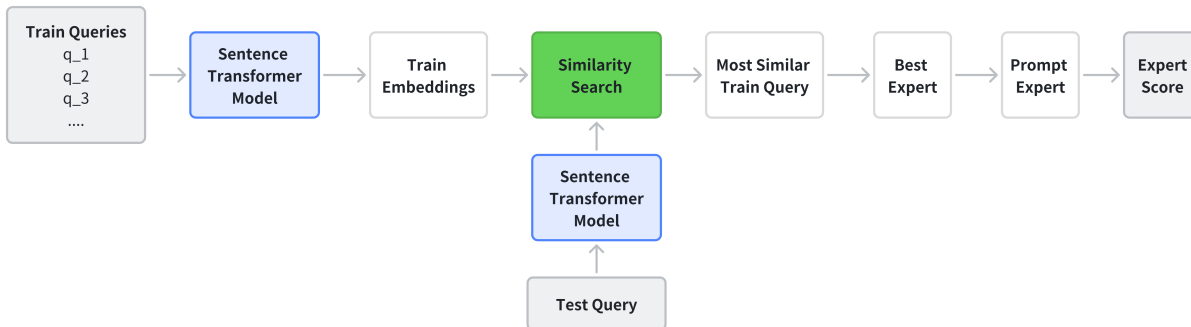 Train Queries
q_1
q_2
q_3
....
Sentence
Transformer
Model
Train
Embeddings
Similarity
Search
Most Similar
Train Query
Best
Expert
Prompt
Expert
Expert
Score
Sentence
Transformer
Model
Test Query